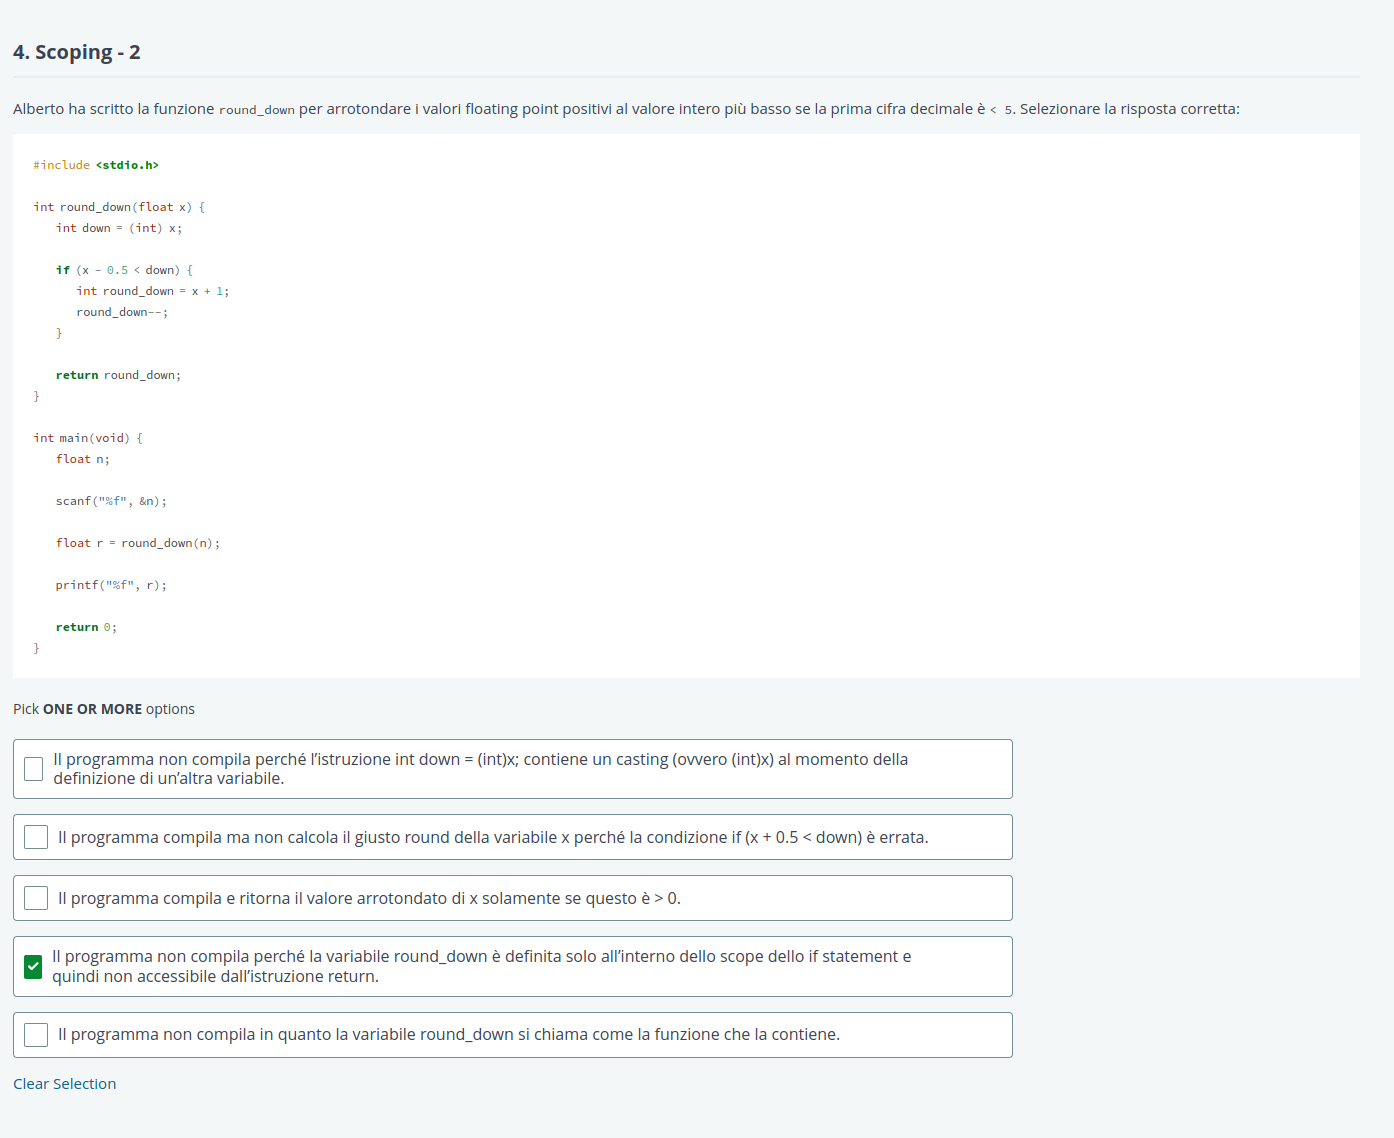 4. Scoping - 2
Alberto ha scritto la funzione round_down per arrotondare i valori floating point positivi al valore intero più basso se la prima cifra decimale è < 5. Selezionare la risposta corretta:
#include <stdio.h>
int round_down(float x) {
int down = (int) x;
if (x - 0.5 < down) {
int round_down = x + 1;
round_down--;
}
return round_down;
}
int main(void) {
float n;
scanf("%f", &n);
float r = round_down(n);
printf("%f", r);
return 0;
}
Pick ONE OR MORE options
Il programma non compila perché l’istruzione int down = (int)x; contiene un casting (ovvero (int)x) al momento della
definizione di un’altra variabile.
Il programma compila ma non calcola il giusto round della variabile x perché la condizione if (x + 0.5 < down) è errata.
Il programma compila e ritorna il valore arrotondato di x solamente se questo è > 0.
Il programma non compila perché la variabile round_down è definita solo all’interno dello scope dello if statement e
quindi non accessibile dall’istruzione return.
Il programma non compila in quanto la variabile round_down si chiama come la funzione che la contiene.
Clear Selection